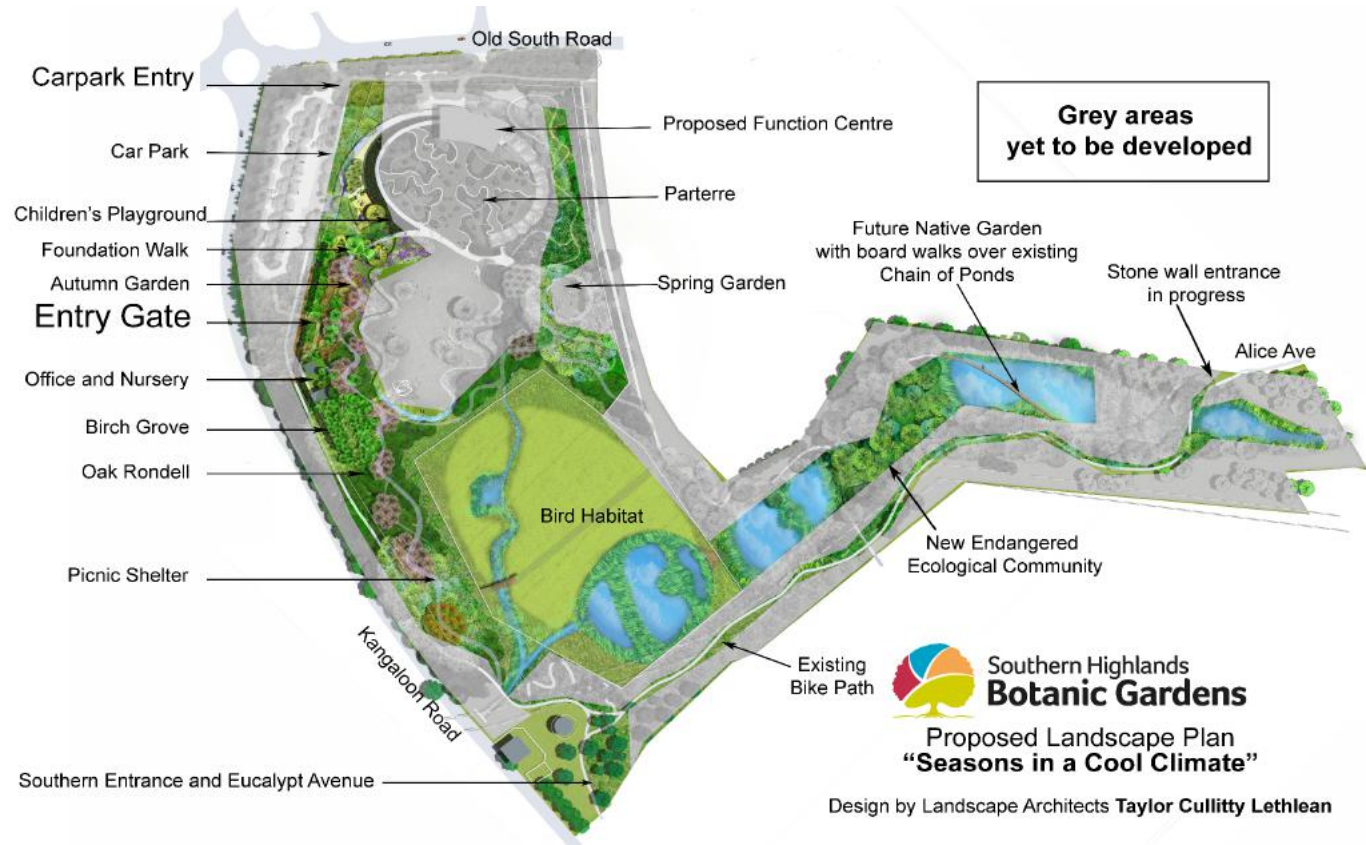 Old South Road
Carpark Entry
Car Park
Children's Playground
Foundation Walk
Autumn Garden
Entry Gate
Office and Nursery
Birch Grove
Oak Rondell
Picnic Shelter
Kangaloon Road
Southern Entrance and Eucalypt Avenue
Proposed Function Centre
Parterre
Spring Garden
Bird Habitat
Grey areas
yet to be developed
Future Native Garden
with board walks over existing
Chain of Ponds
Stone wall entrance
in progress
Alice Ave
New Endangered
Ecological Community
Existing
Bike Path
Southern Highlands
Botanic Gardens
Proposed Landscape Plan
“Seasons in a Cool Climate”
Design by Landscape Architects Taylor Cullitty Lethlean